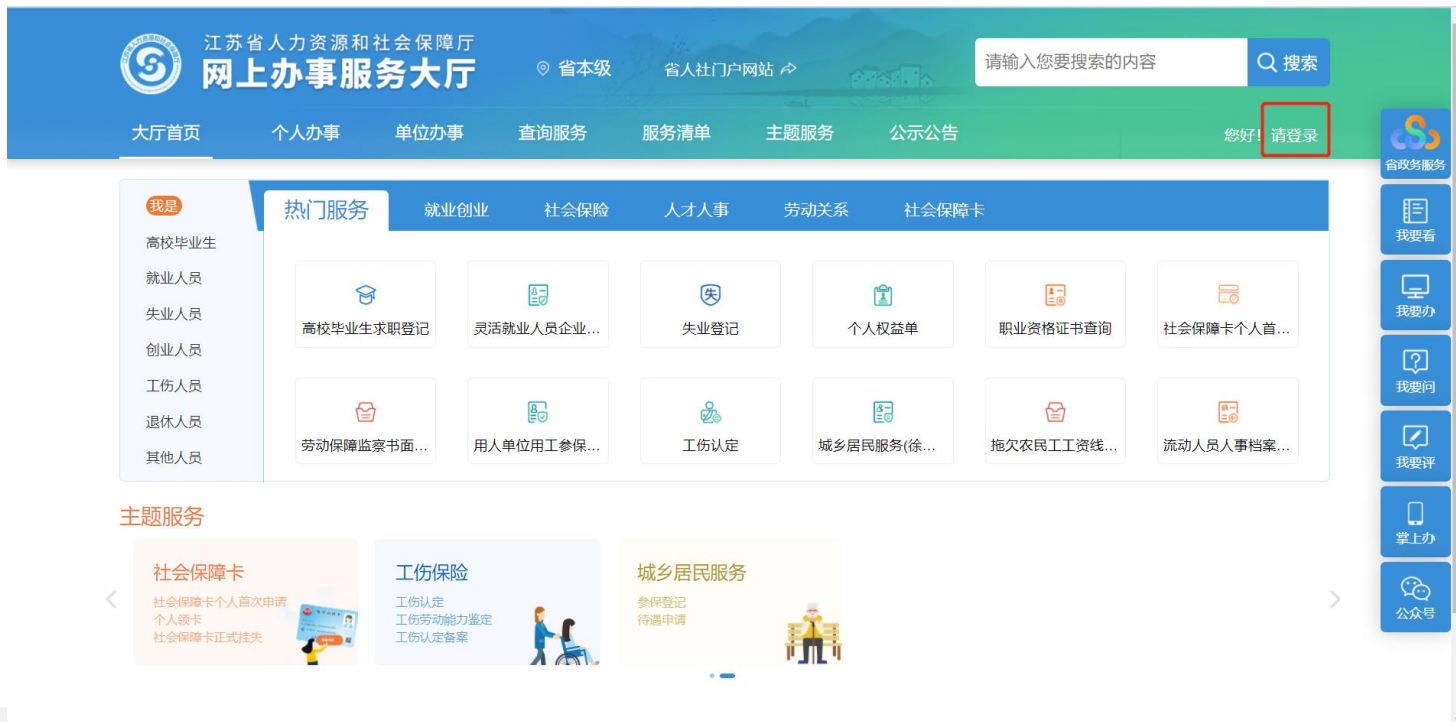 江苏省人力资源和社会保障厅
网上办事服务大厅
省本级
省人社门户网站
请输入您要搜索的内容
搜索
大厅首页 个人办事 单位办事 查询服务 服务清单 主题服务 公示公告
您好！请登录
我是
高校毕业生
就业人员
失业人员
创业人员
工伤人员
退休人员
其他人员
热门服务 就业创业 社会保险 人才人事 劳动关系 社会保障卡
高校毕业生求职登记 灵活就业人员企业... 失 失业登记 个人权益单 职业资格证书查询 社会保障卡个人首...
劳动保障监察书面... 用人单位用工参保... 工伤认定 城乡居民服务(徐... 拖欠农民工工资线... 流动人员人事档案...
主题服务
社会保障卡
社会保障卡个人首次申请
个人领卡
社会保障卡正式挂失
工伤保险
工伤认定
工伤劳动能力鉴定
工伤认定备案
城乡居民服务
参保登记
待遇申请
省政务服务
我要看
我要办
我要问
我要评
掌上办
公众号